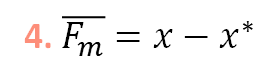 4. $\overline{F_m} = x - x^*$